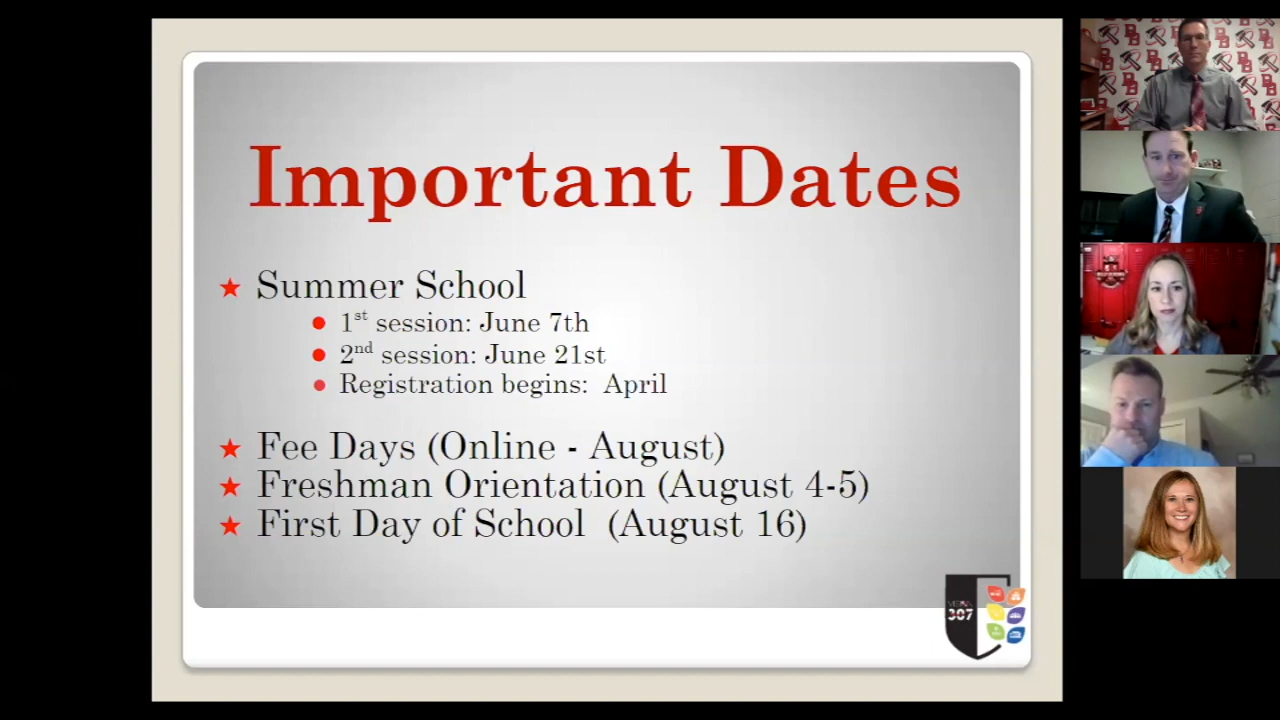 Important Dates
Summer School
1st session: June 7th
2nd session: June 21st
Registration begins: April
Fee Days (Online - August)
Freshman Orientation (August 4-5)
First Day of School (August 16)
307